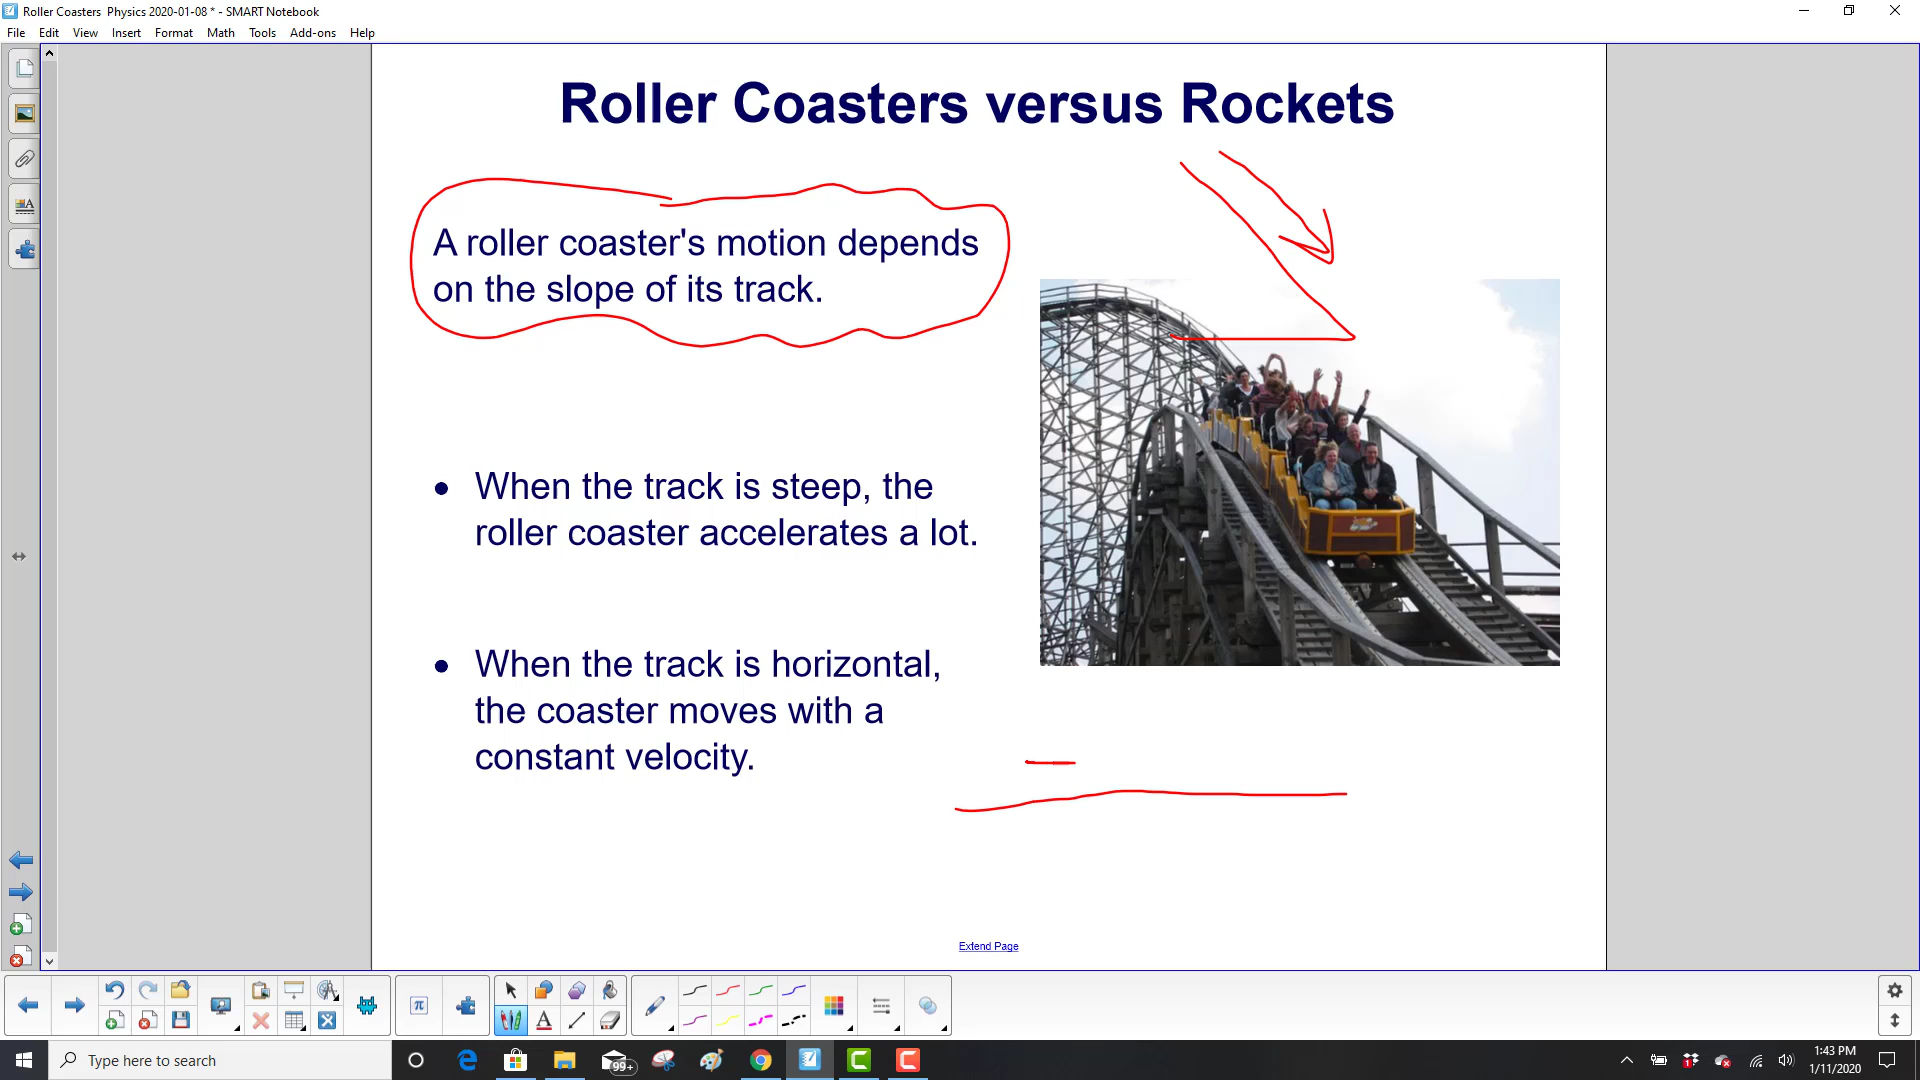 Roller Coasters  Physics 2020-01-08 * - SMART Notebook
File Edit View Insert Format Math Tools Add-ons Help
Roller Coasters versus Rockets
A roller coaster's motion depends
on the slope of its track.
• When the track is steep, the
roller coaster accelerates a lot.
• When the track is horizontal,
the coaster moves with a
constant velocity.
Extend Page
π
A
Type here to search
99+
1
1:43 PM
1/11/2020